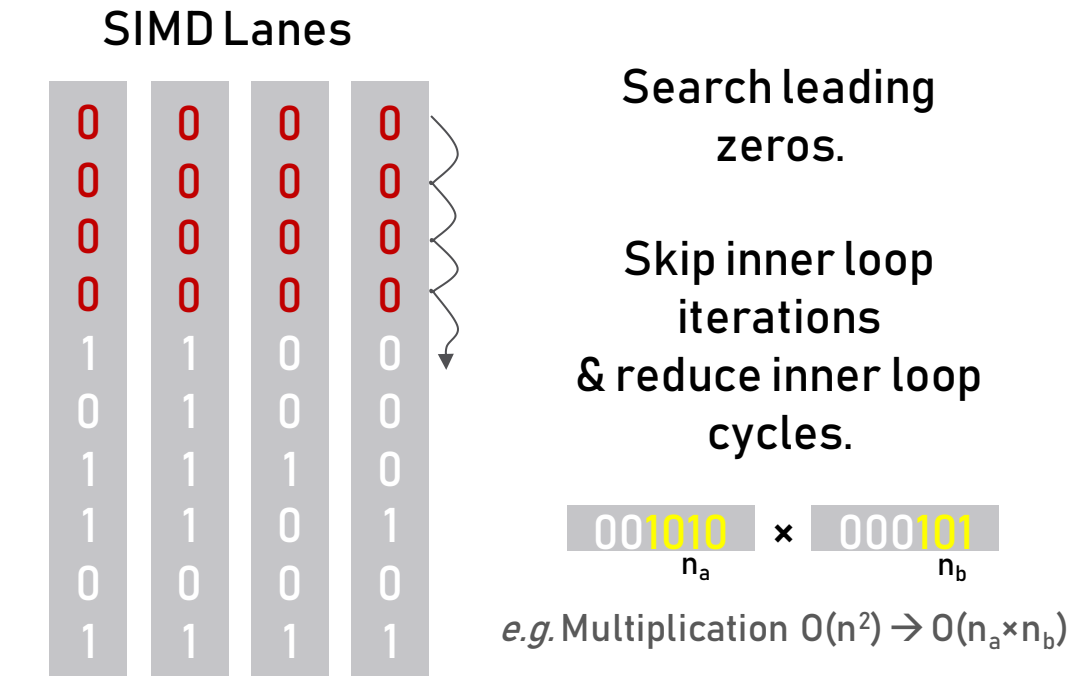 SIMD Lanes
0 0 0 0
0 0 0 0
0 0 0 0
0 0 0 0
1 1 0 0
0 1 0 0
1 1 1 0
1 1 0 1
0 0 0 0
1 1 1 1
Search leading
zeros.
Skip inner loop
iterations
& reduce inner loop
cycles.
001010 × 000101
nₐ n_b
e.g. Multiplication O(n²) → O(nₐ×n_b)